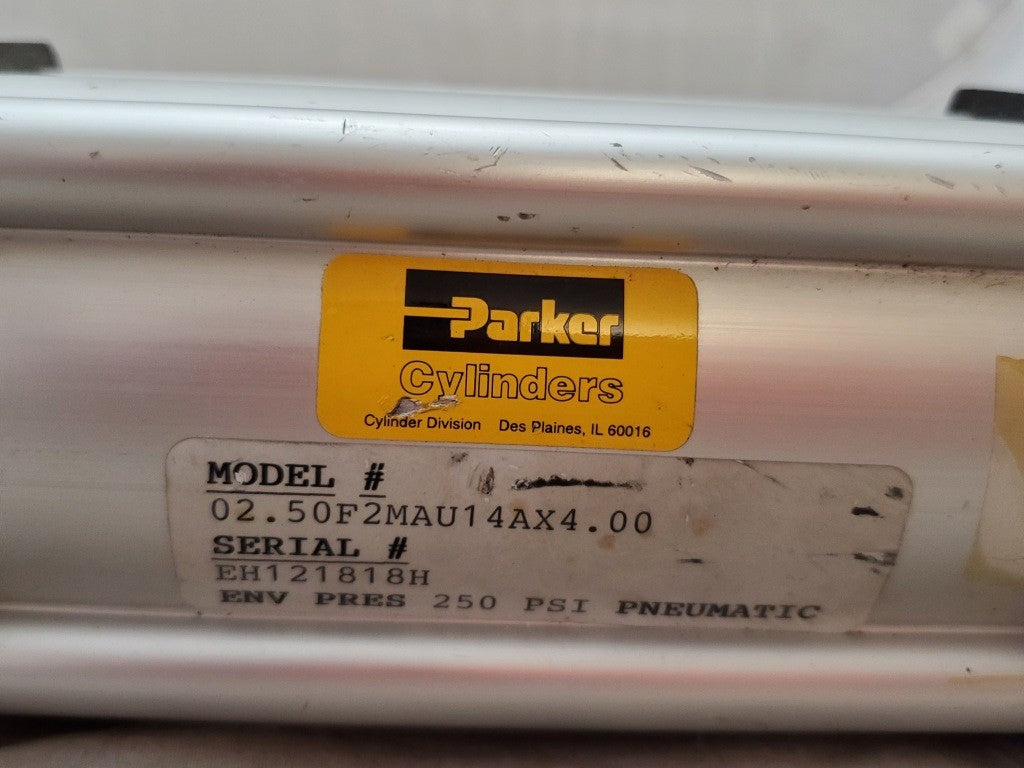 Parker
Cylinders
Cylinder Division Des Plaines, IL 60016
MODEL #
02.50F2MAU14AX4.00
SERIAL #
EH121818H
ENV PRES 250 PSI PNEUMATIC